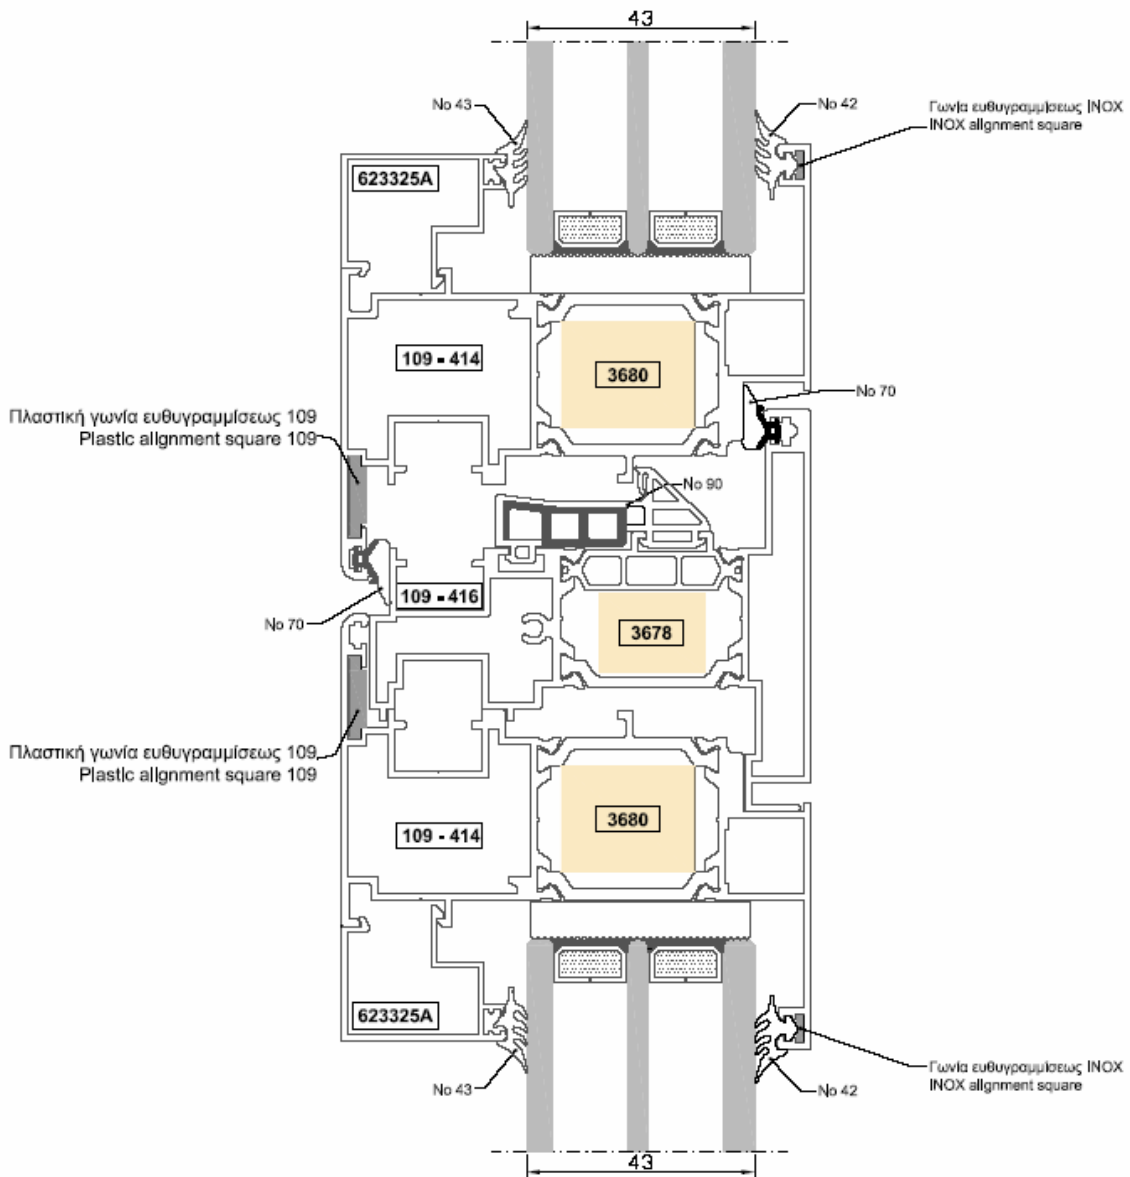 43
No 43
No 42
Γωνία ευθυγραμμίσεως INOX
INOX alignment square
623325A
109 - 414
3680
No 70
Πλαστική γωνία ευθυγραμμίσεως 109
Plastic alignment square 109
No 90
109 - 416
No 70
3678
Πλαστική γωνία ευθυγραμμίσεως 109
Plastic alignment square 109
3680
109 - 414
623325A
Γωνία ευθυγραμμίσεως INOX
INOX alignment square
No 43
No 42
43